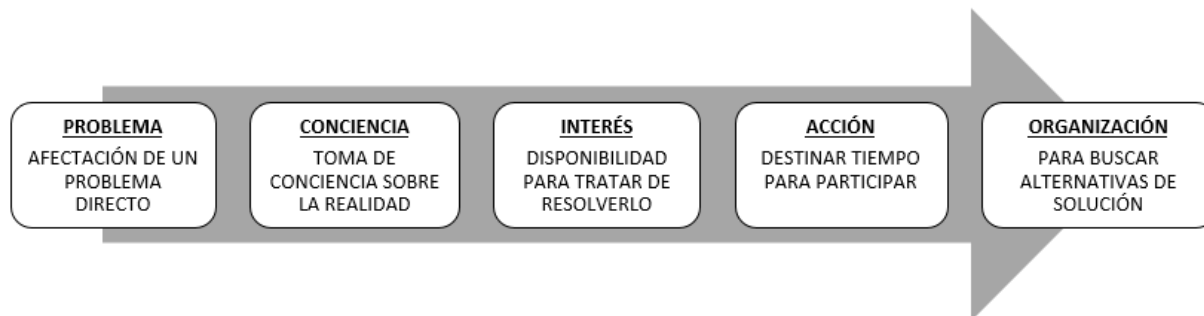 PROBLEMA
AFECTACIÓN DE UN
PROBLEMA
DIRECTO
CONCIENCIA
TOMA DE
CONCIENCIA SOBRE
LA REALIDAD
INTERÉS
DISPONIBILIDAD
PARA TRATAR DE
RESOLVERLO
ACCIÓN
DESTINAR TIEMPO
PARA PARTICIPAR
ORGANIZACIÓN
PARA BUSCAR
ALTERNATIVAS DE
SOLUCIÓN